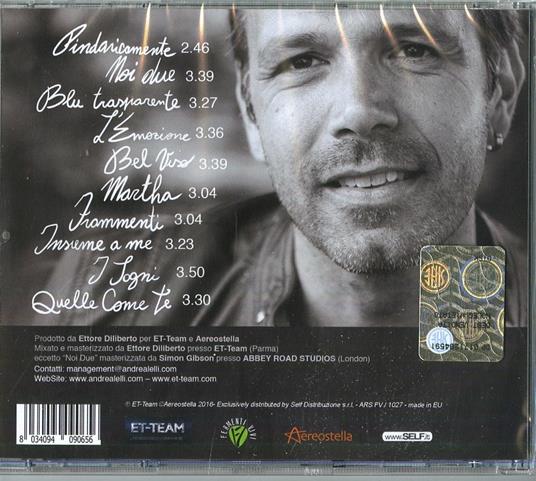 Pindaricamente 2.46
Noi due 3.39
Blu trasparente 3.27
L'Emozione 3.36
Bel Viso 3.39
Martha 3.04
Frammenti 3.04
Insieme a me 3.23
I Sogni 3.50
Quelle Come te 3.30
Prodotto da Ettore Diliberto per ET-Team e Aereostella
Mixato e masterizzato da Ettore Diliberto presso ET-Team (Parma)
eccetto "Noi Due" masterizzata da Simon Gibson presso ABBEY ROAD STUDIOS (London)
Contatti: management@andrealelli.com
WebSite: www.andrealelli.com – www.et-team.com
ⓟ ET-Team ©Aereostella 2016- Exclusively distributed by Self Distribuzione s.r.l. - ARS FV / 1027 - made in EU
8 034094 090656
ET-TEAM
FERMENTI VIVI
Aereostella
www.SELF.it